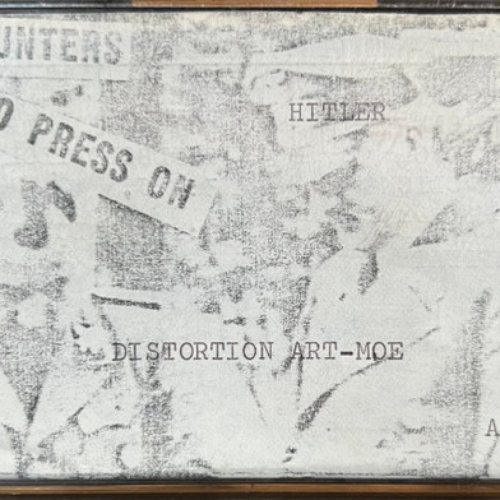 UNTERS
HITLER
PRESS ON
DISTORTION ART-MOE
A